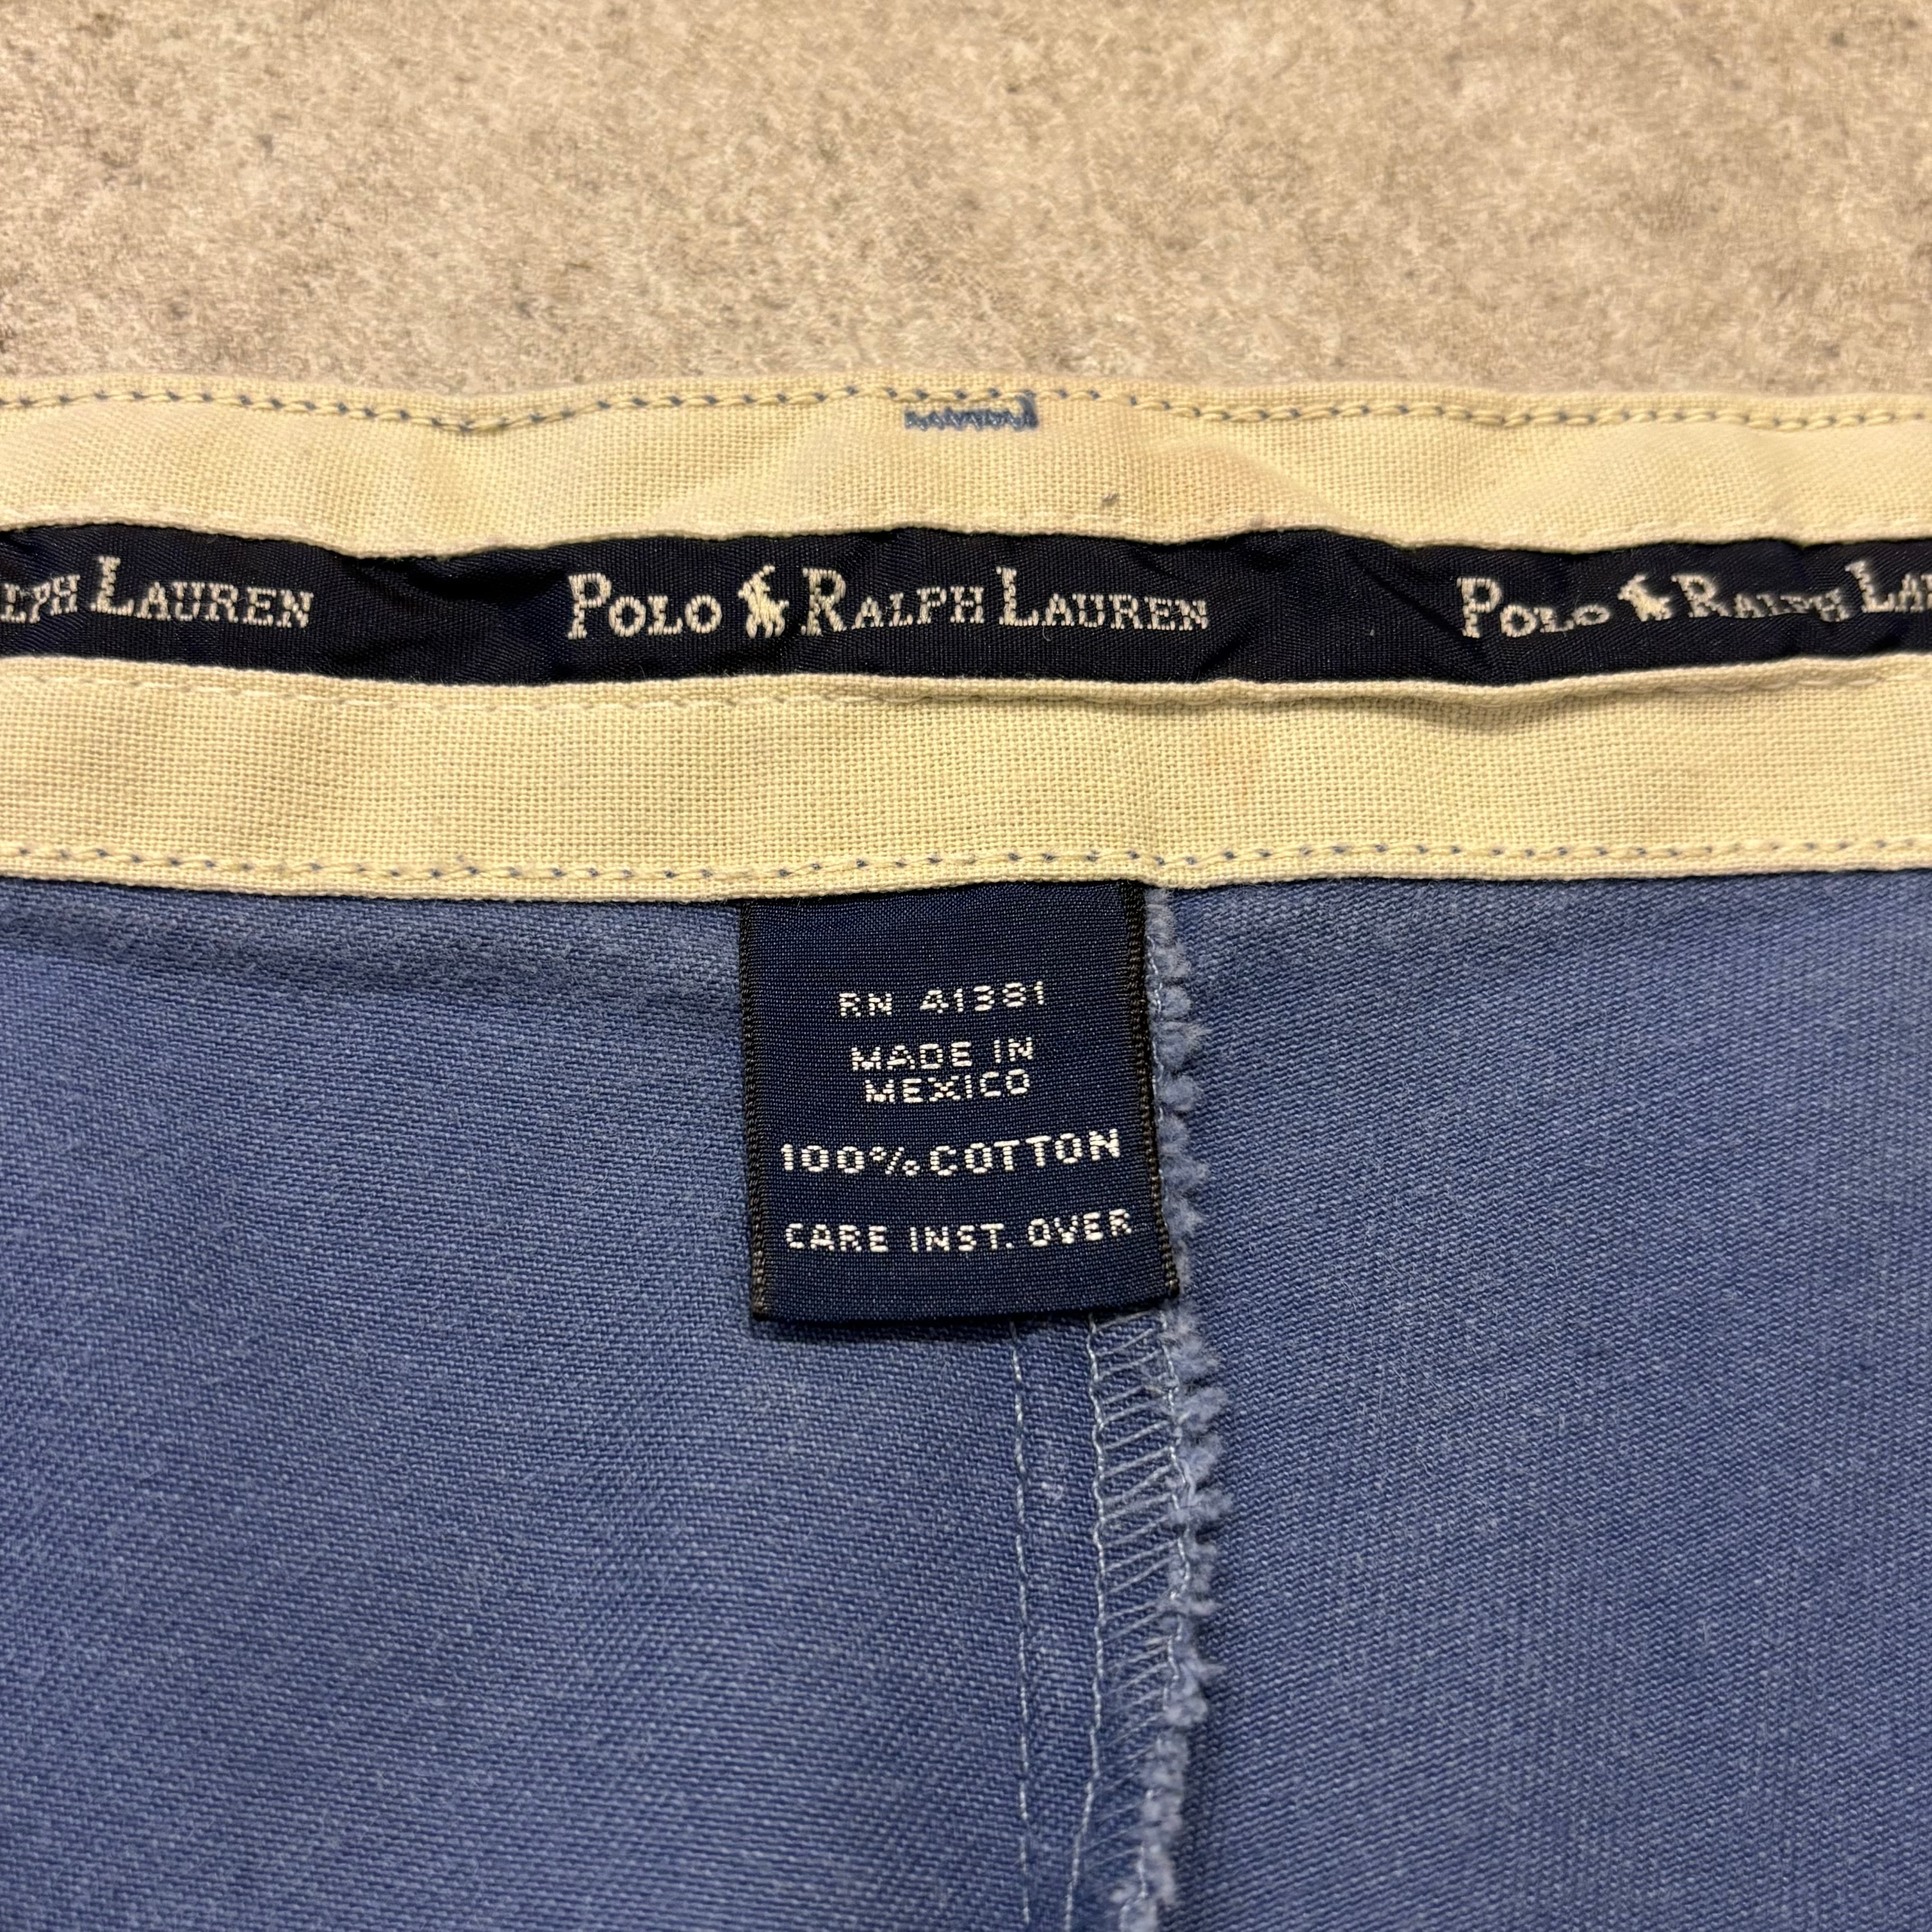 LPH LAUREN POLO RALPH LAUREN POLO RALPH LA
RN 41381
MADE IN
MEXICO
100% COTTON
CARE INST. OVER